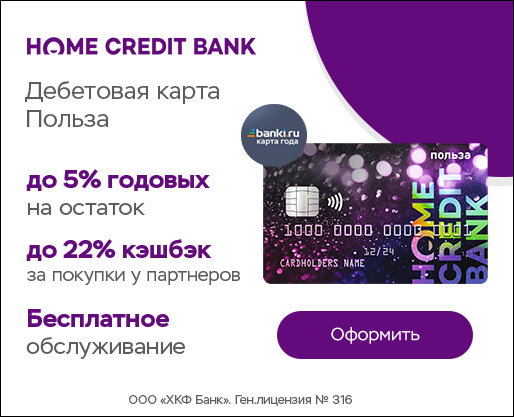 HOME CREDIT BANK
Дебетовая карта
Польза
banki.ru
карта года
польза
до 5% годовых
на остаток
HOME
CREDIT
BANK
1000 0000 0000 0001
12/24
CARDHOLDERS NAME
до 22% кэшбэк
за покупки у партнеров
Бесплатное
обслуживание
Оформить
ООО «ХКФ Банк». Ген.лицензия № 316